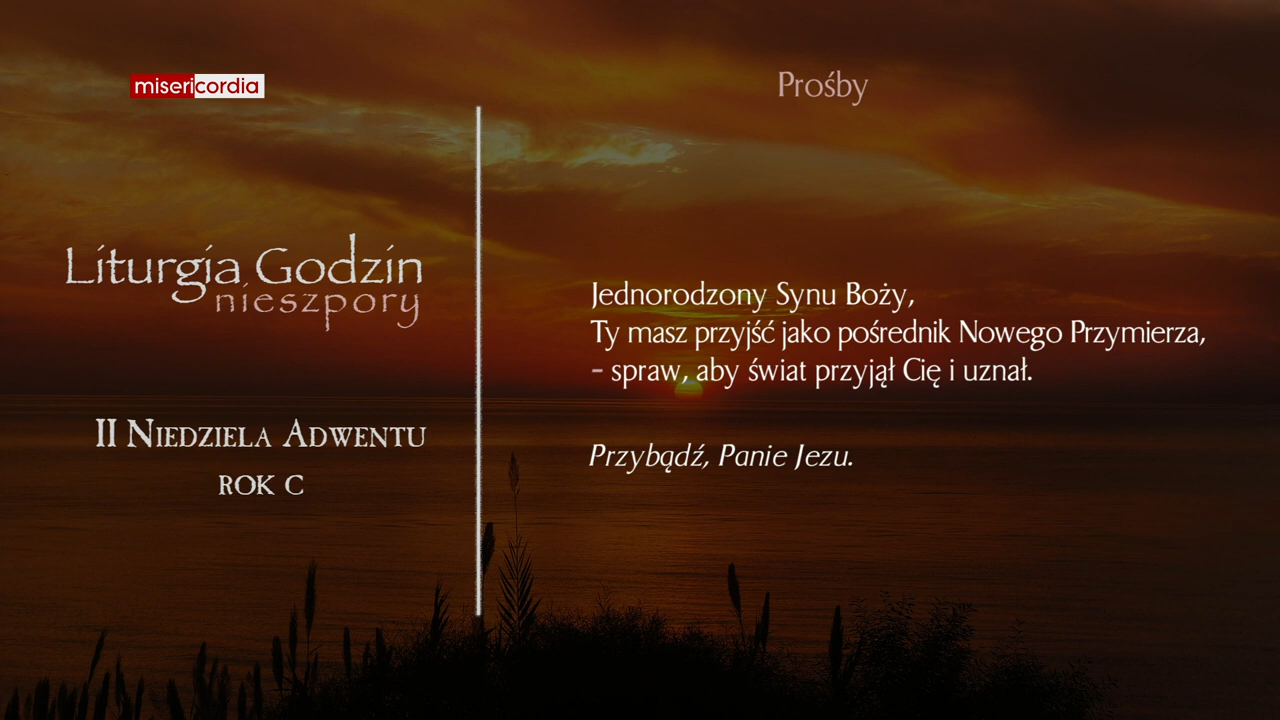 misericordia
Prośby
Liturgia Godzin
nieszpory
II Niedziela Adwentu
rok C
Jednorodzony Synu Boży,
Ty masz przyjść jako pośrednik Nowego Przymierza,
- spraw, aby świat przyjął Cię i uznał.
Przybądź, Panie Jezu.